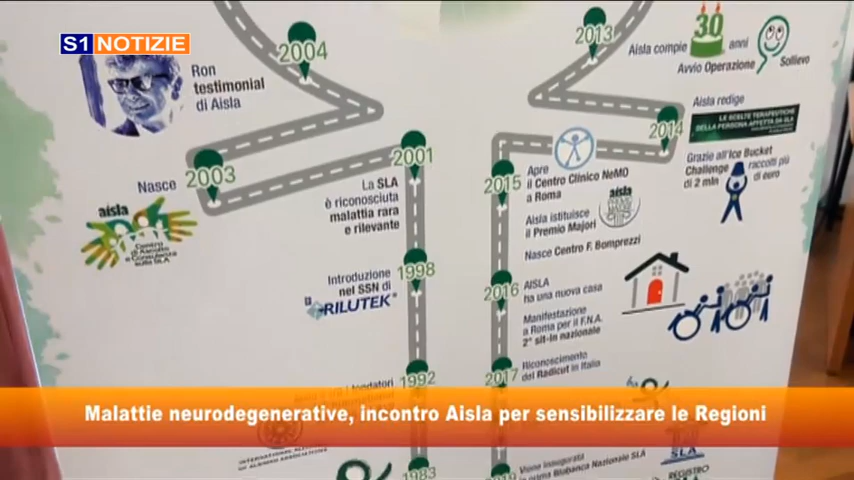 S1 NOTIZIE
2004
Ron
testimonial
di Aisla
2013
Aisla compie 30 anni
Avvio Operazione Sollievo
Aisla redige
LE SCELTE TERAPEUTICHE
DELLA PERSONA AFFETTA DA SLA
2014
Grazie all'Ice Bucket
Challenge raccolti più
di 2 mln di euro
2001
La SLA
è riconosciuta
malattia rara
e rilevante
Nasce 2003
aisla
Centro
di Ascolto
e Consulenza
sulla SLA
2015
Apre
il Centro Clinico NeMO
a Roma
Aisla istituisce
il Premio Majori
aisla
Nasce Centro F. Bomprezzi
1998
Introduzione
nel SSN di
RILUTEK®
2016
AISLA
ha una nuova casa
Manifestazione
a Roma per il F.N.A.
2° sit-in nazionale
1992
fondatori
2017
Riconoscimento
del Radicut in Italia
Malattie neurodegenerative, incontro Aisla per sensibilizzare le Regioni
1983
Viene inaugurata
prima Biobanca Nazionale SLA
SLA
REGISTRO